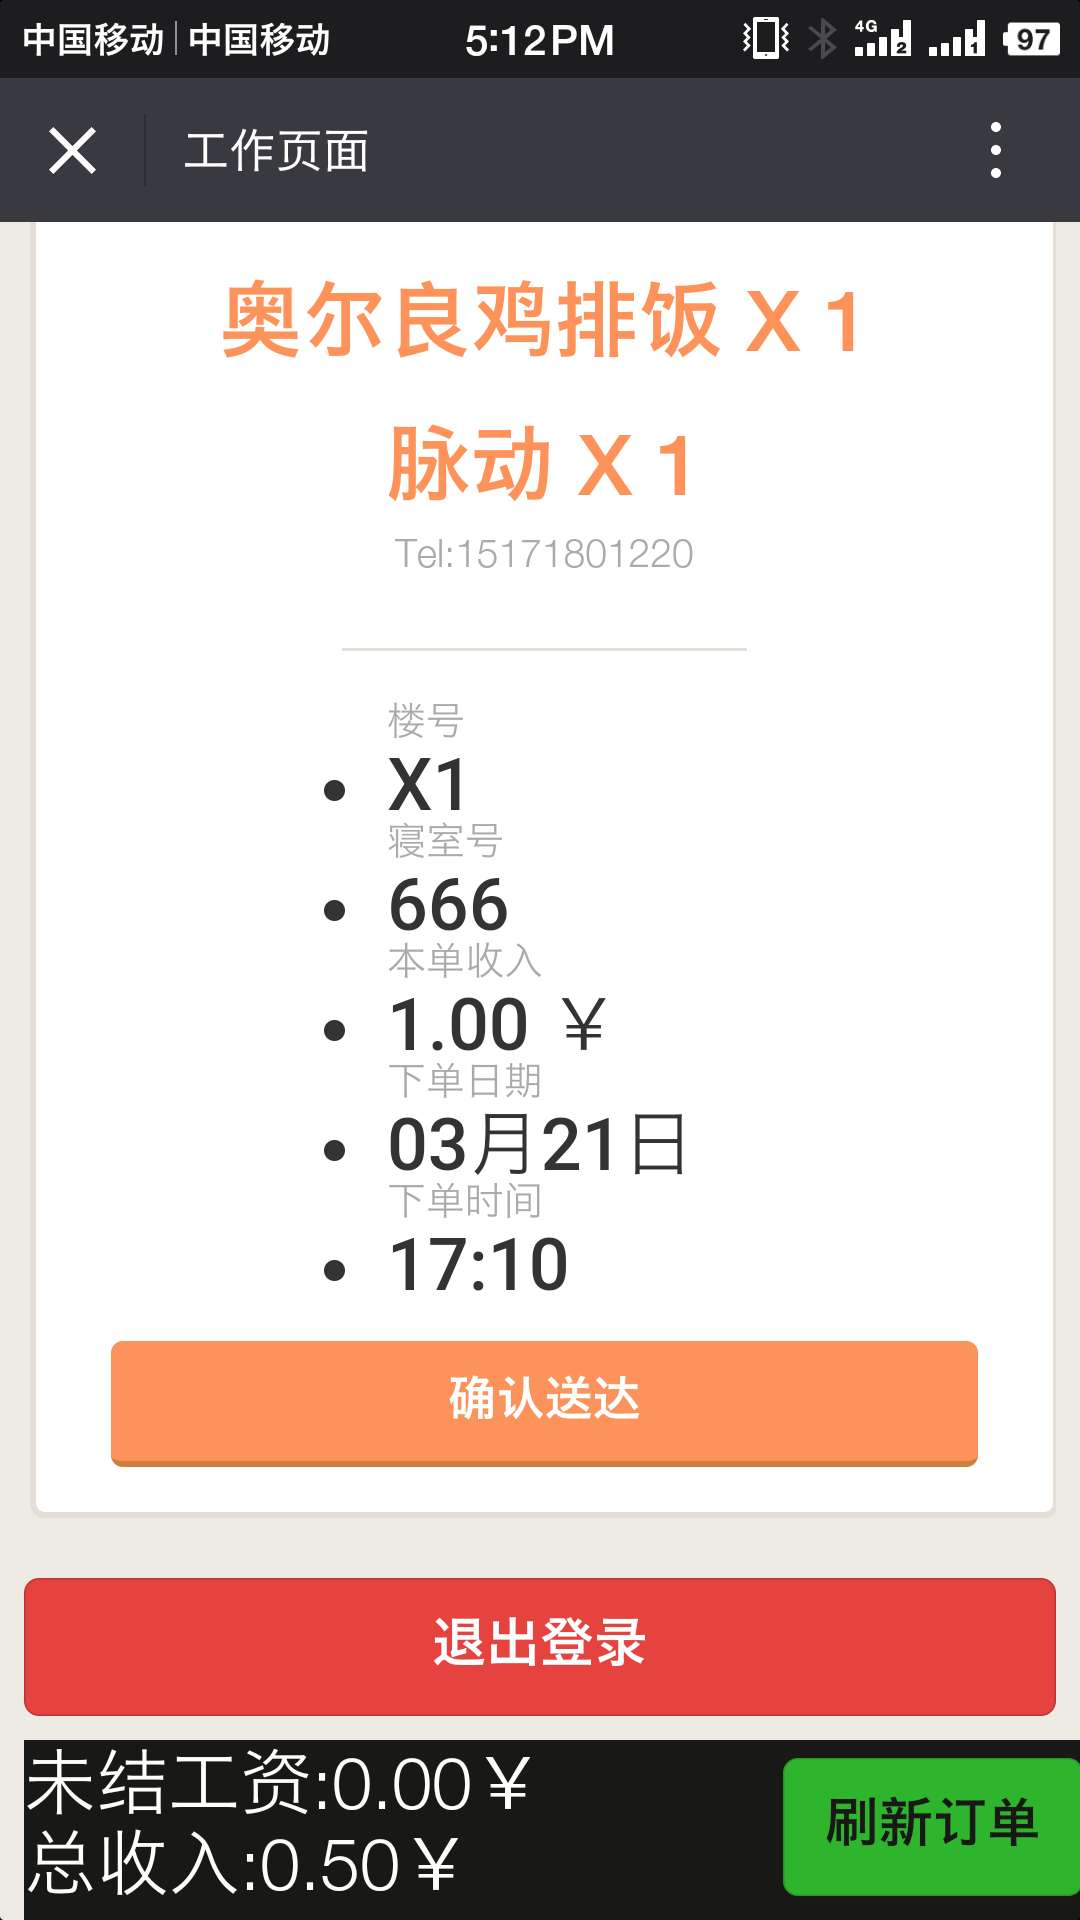 中国移动 中国移动 5:12PM 4G 2 1 97
工作页面
奥尔良鸡排饭 X 1
脉动 X 1
Tel:15171801220
楼号
X1
寝室号
666
本单收入
1.00 ￥
下单日期
03月21日
下单时间
17:10
确认送达
退出登录
未结工资:0.00￥
总收入:0.50￥
刷新订单